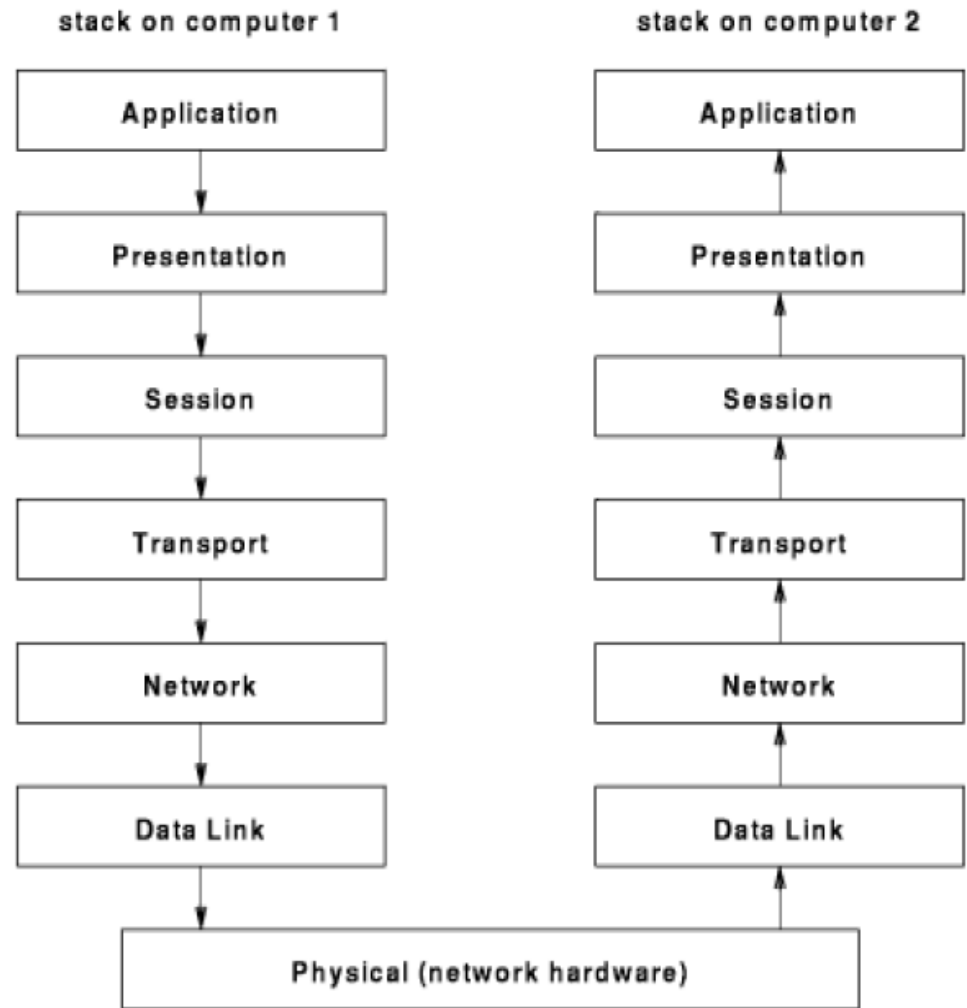 stack on computer 1
stack on computer 2
Application
Application
Presentation
Presentation
Session
Session
Transport
Transport
Network
Network
Data Link
Data Link
Physical (network hardware)